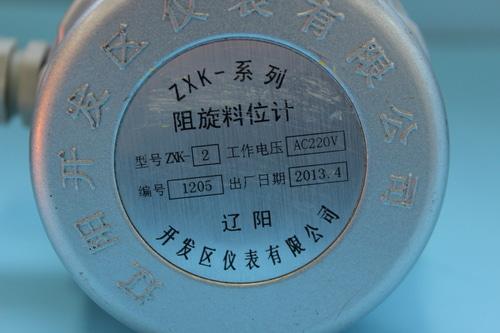 辽阳开发区仪表有限公司
ZXK-系列
阻旋料位计
型号 ZXK- 2 工作电压 AC220V
编号 1205 出厂日期 2013.4
辽阳
开发区仪表有限公司